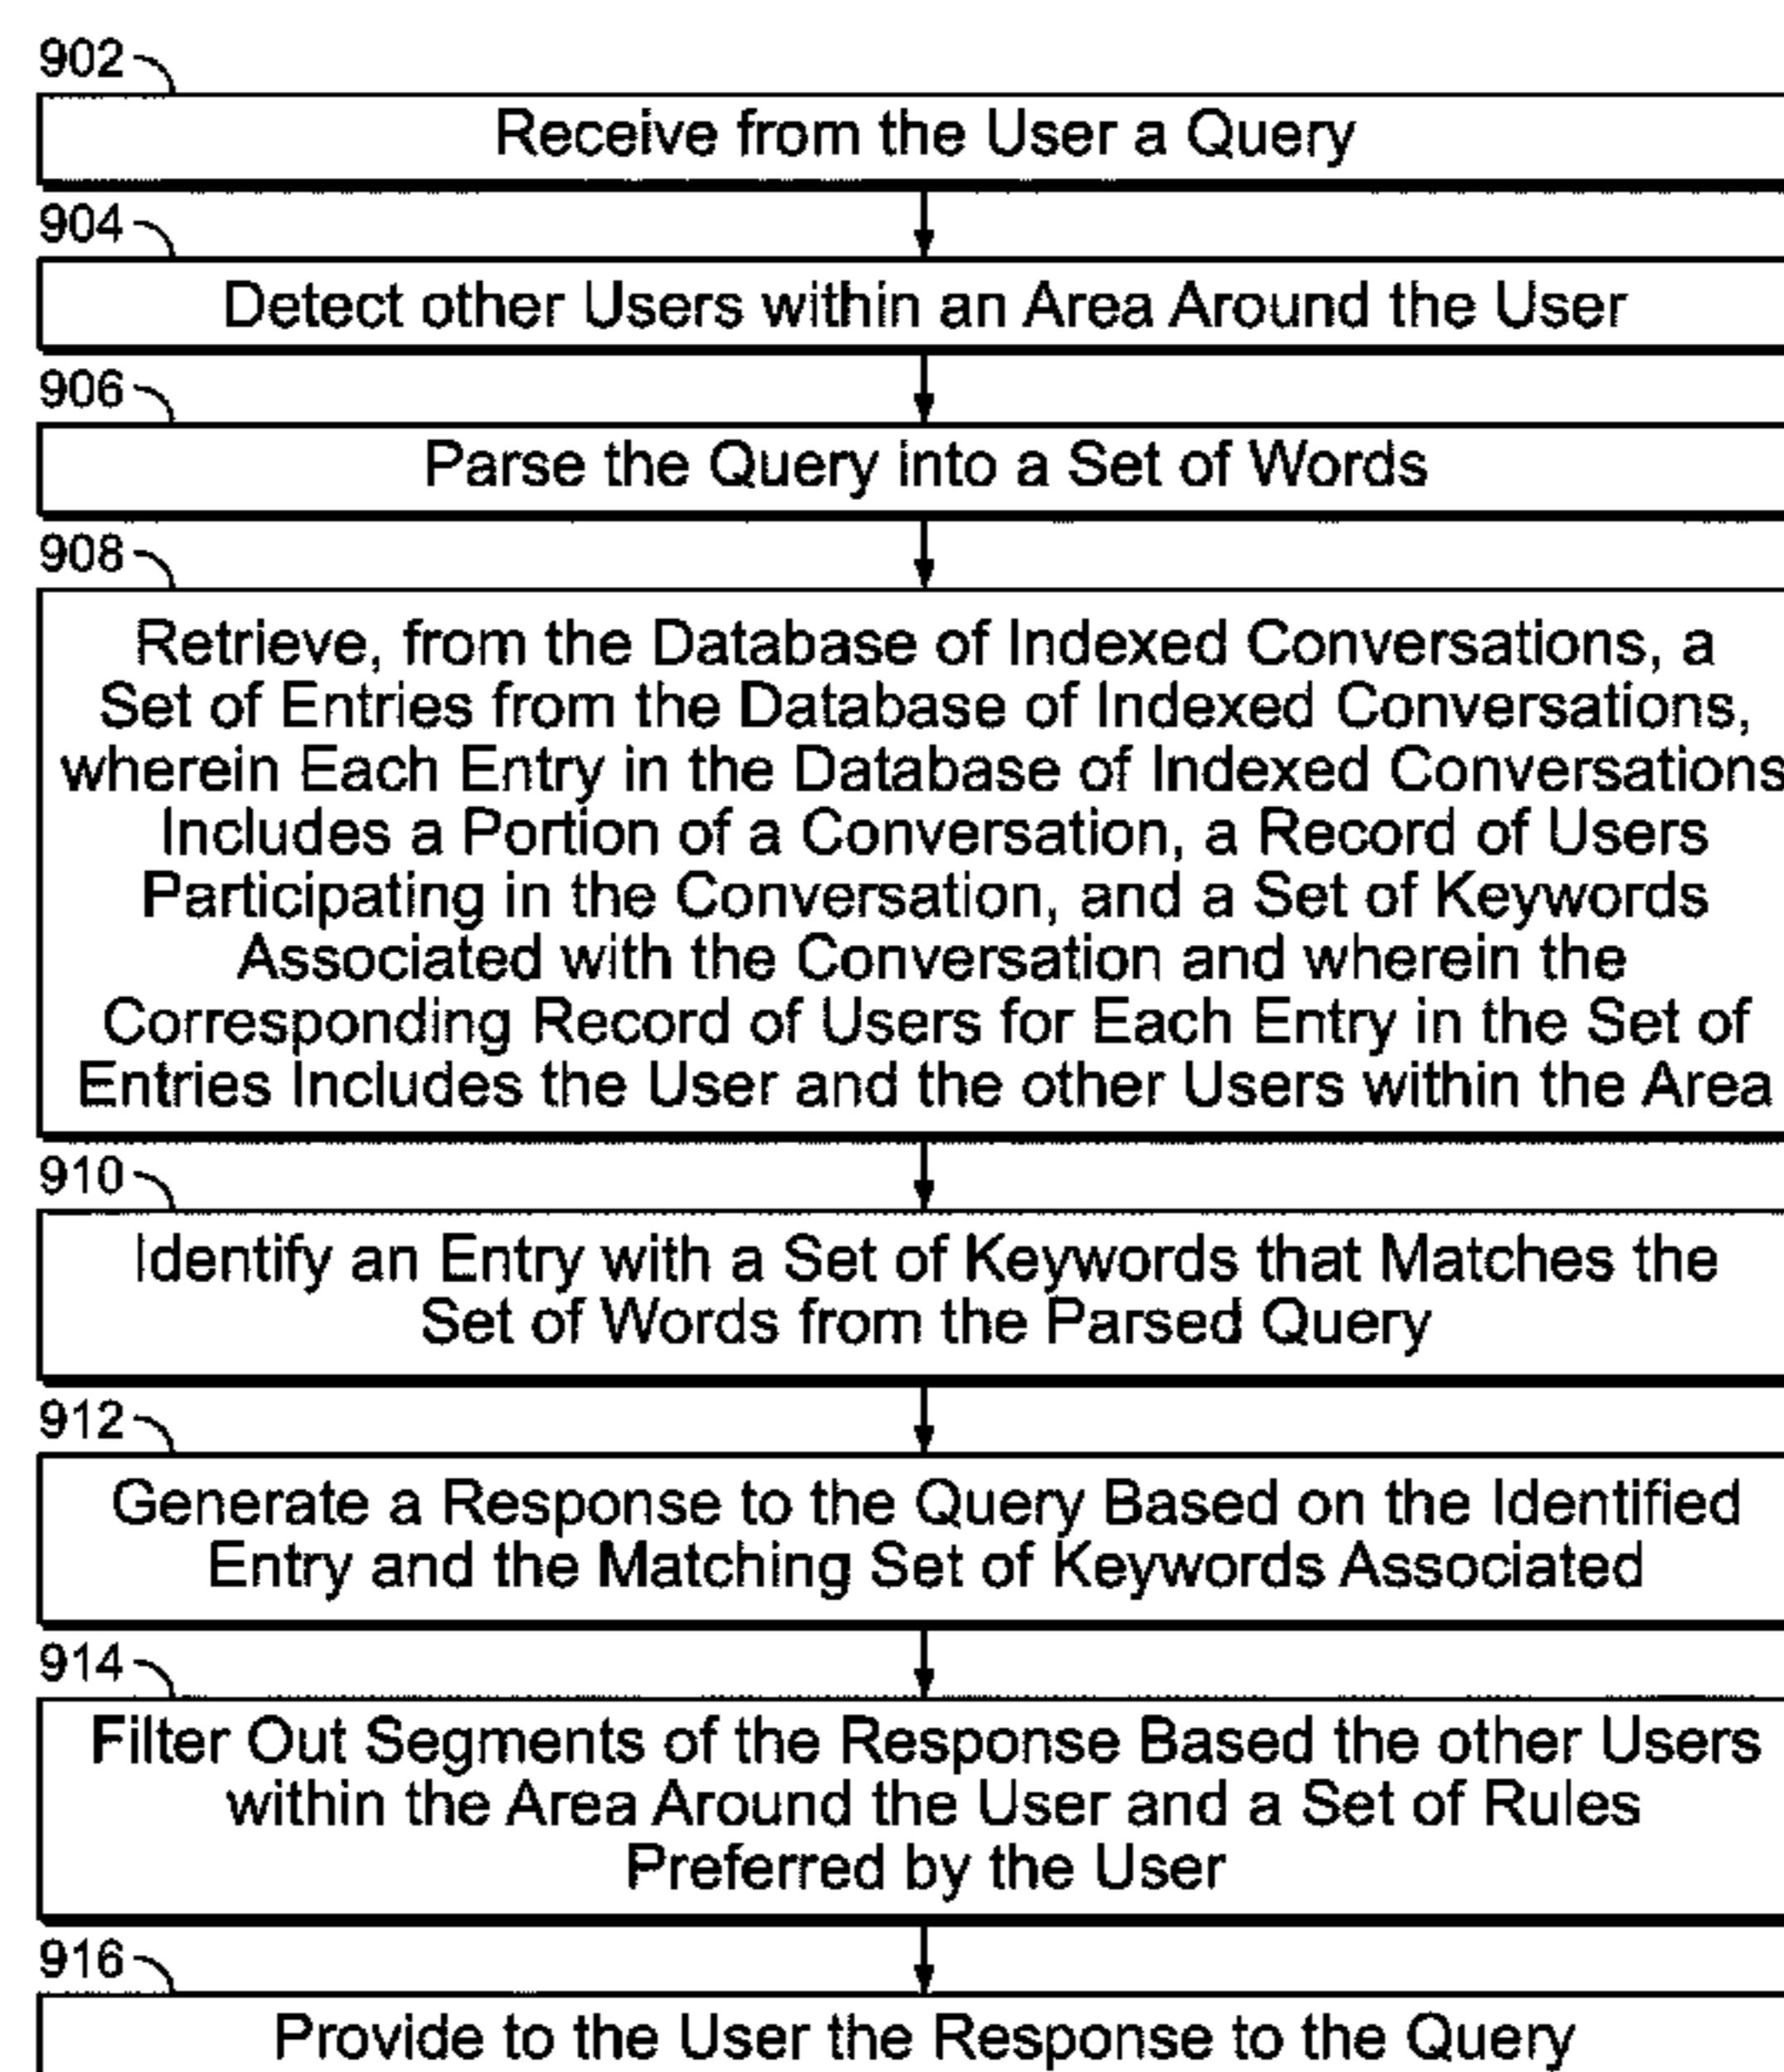 902
Receive from the User a Query
904
Detect other Users within an Area Around the User
906
Parse the Query into a Set of Words
908
Retrieve, from the Database of Indexed Conversations, a
Set of Entries from the Database of Indexed Conversations,
wherein Each Entry in the Database of Indexed Conversations
Includes a Portion of a Conversation, a Record of Users
Participating in the Conversation, and a Set of Keywords
Associated with the Conversation and wherein the
Corresponding Record of Users for Each Entry in the Set of
Entries Includes the User and the other Users within the Area
910
Identify an Entry with a Set of Keywords that Matches the
Set of Words from the Parsed Query
912
Generate a Response to the Query Based on the Identified
Entry and the Matching Set of Keywords Associated
914
Filter Out Segments of the Response Based the other Users
within the Area Around the User and a Set of Rules
Preferred by the User
916
Provide to the User the Response to the Query